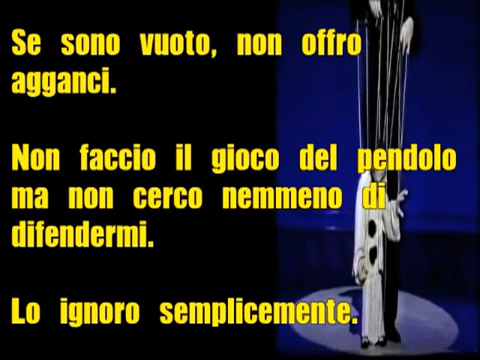 Se sono vuoto, non offro
agganci.
Non faccio il gioco del pendolo
ma non cerco nemmeno di
difendermi.
Lo ignoro semplicemente.